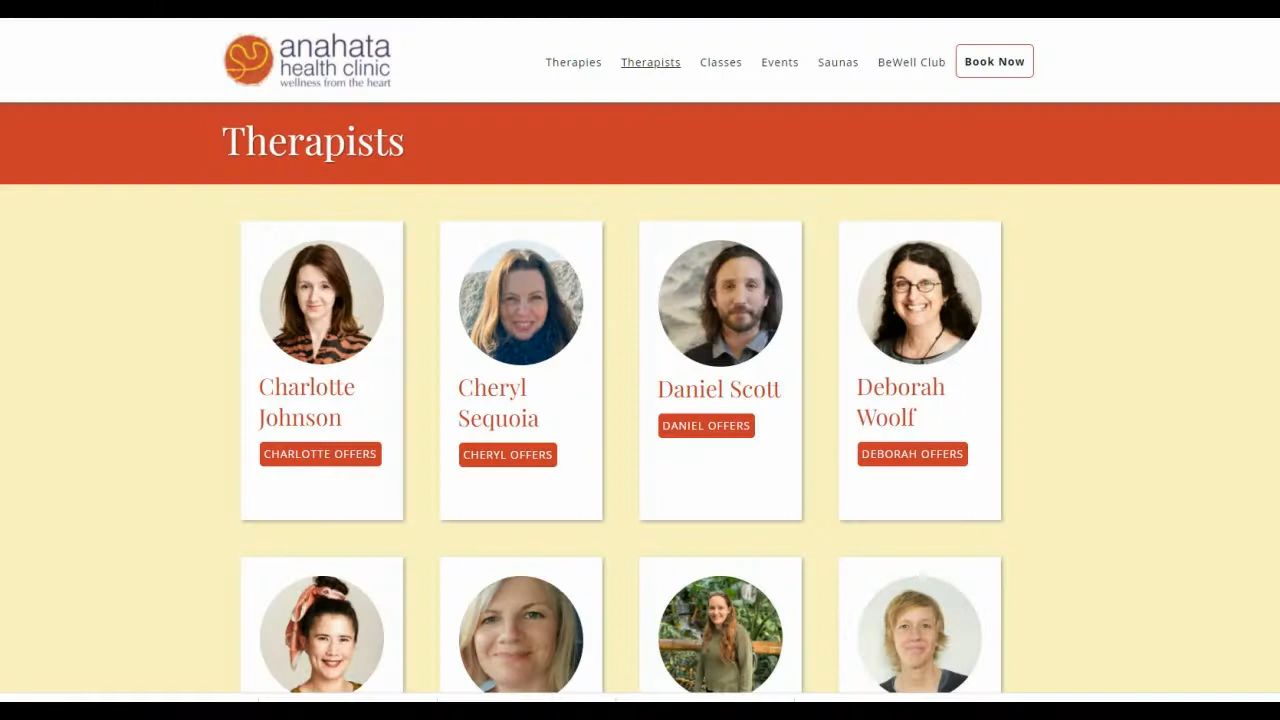 anahata
health clinic
wellness from the heart
Therapies Therapists Classes Events Saunas BeWell Club Book Now
Therapists
Charlotte
Johnson
CHARLOTTE OFFERS
Cheryl
Sequoia
CHERYL OFFERS
Daniel Scott
DANIEL OFFERS
Deborah
Woolf
DEBORAH OFFERS